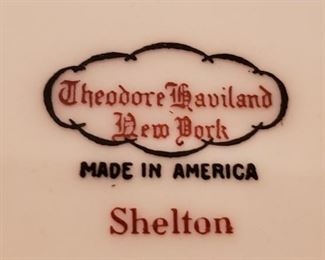 Theodore Haviland
New York
MADE IN AMERICA
Shelton